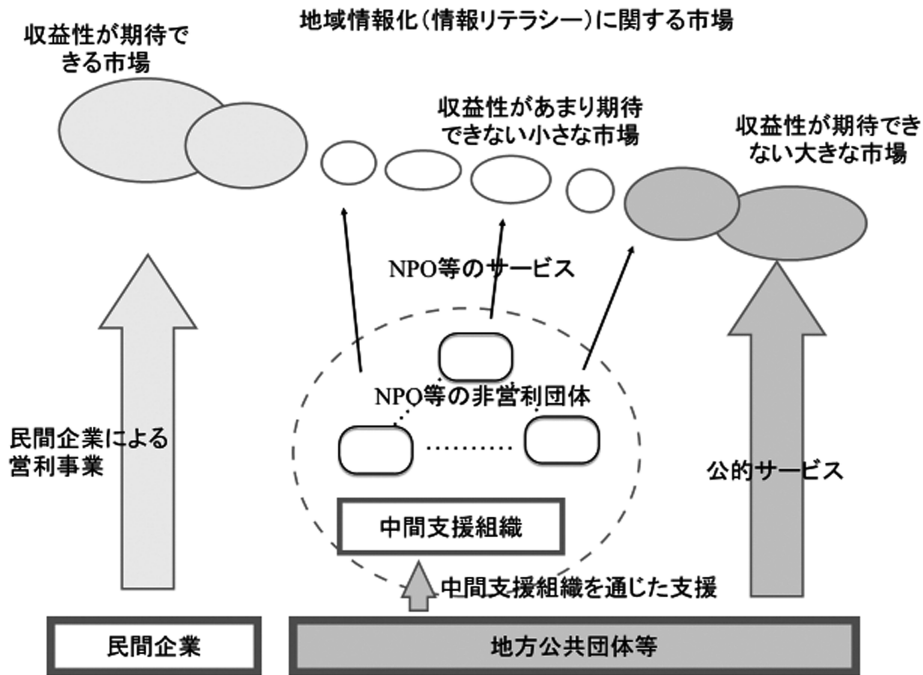 地域情報化（情報リテラシー）に関する市場
収益性が期待で
きる市場
収益性があまり期待
できない小さな市場
収益性が期待でき
ない大きな市場
NPO等のサービス
NPO等の非営利団体
民間企業による
営利事業
公的サービス
中間支援組織
中間支援組織を通じた支援
民間企業
地方公共団体等